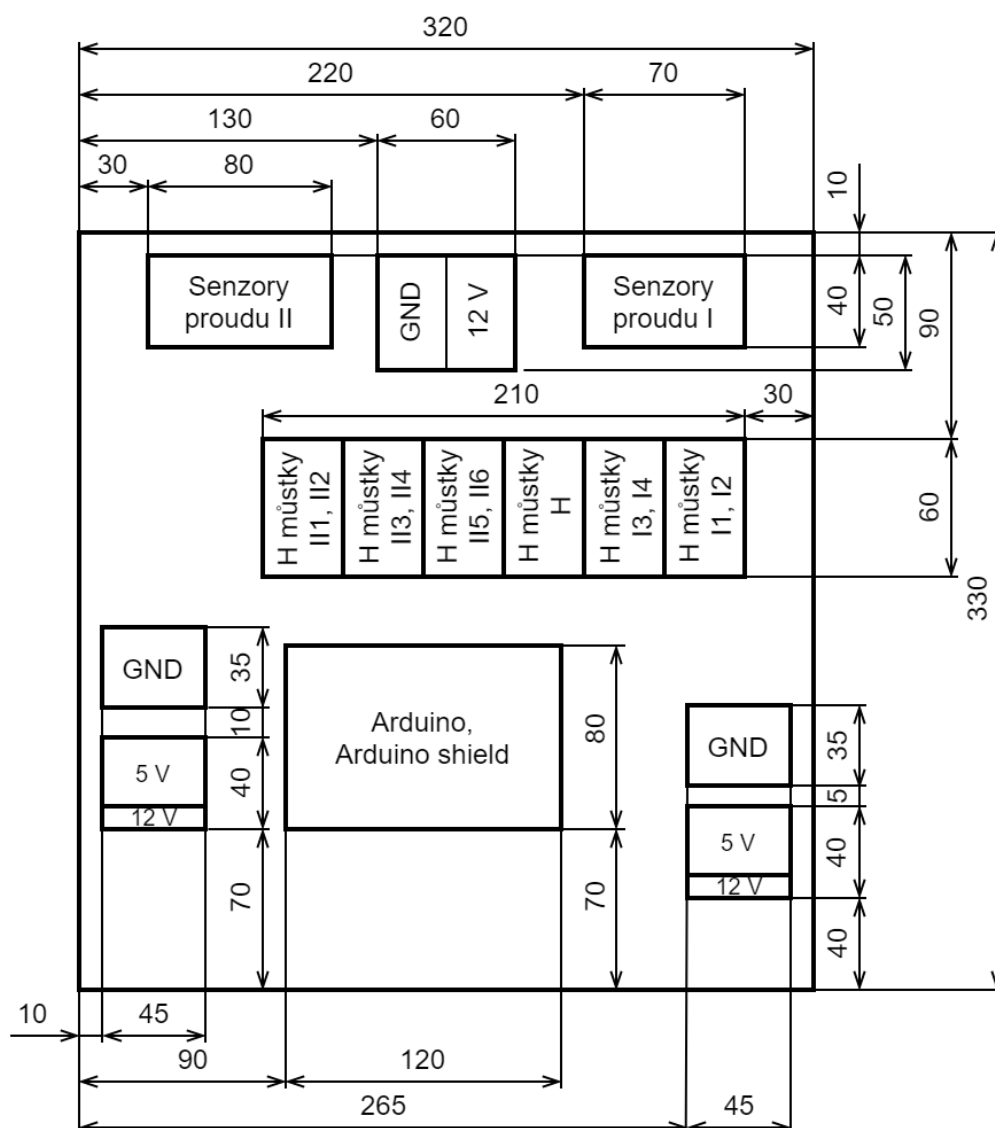 320
220
70
130
60
30
80
10
Senzory
proudu II
GND
12 V
Senzory
proudu I
40
50
90
210
30
H můstky
II1, II2
H můstky
II3, II4
H můstky
II5, II6
H můstky
H
H můstky
I3, I4
H můstky
I1, I2
60
330
GND
35
10
5 V
40
12 V
70
Arduino,
Arduino shield
80
70
GND
35
5
5 V
40
12 V
40
10
45
90
120
265
45